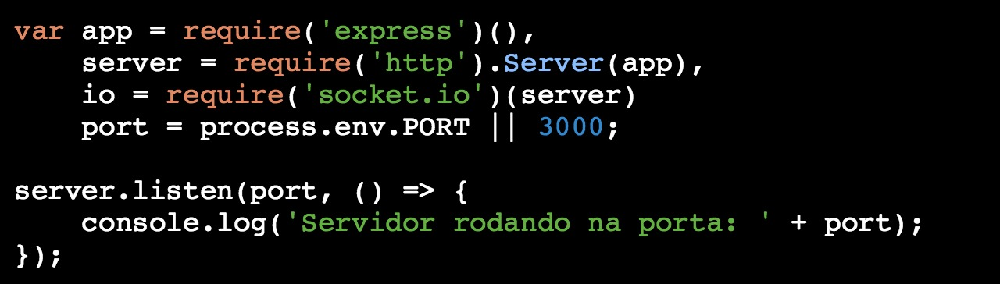 var app = require('express')(),
    server = require('http').Server(app),
    io = require('socket.io')(server)
    port = process.env.PORT || 3000;

server.listen(port, () => {
    console.log('Servidor rodando na porta: ' + port);
});